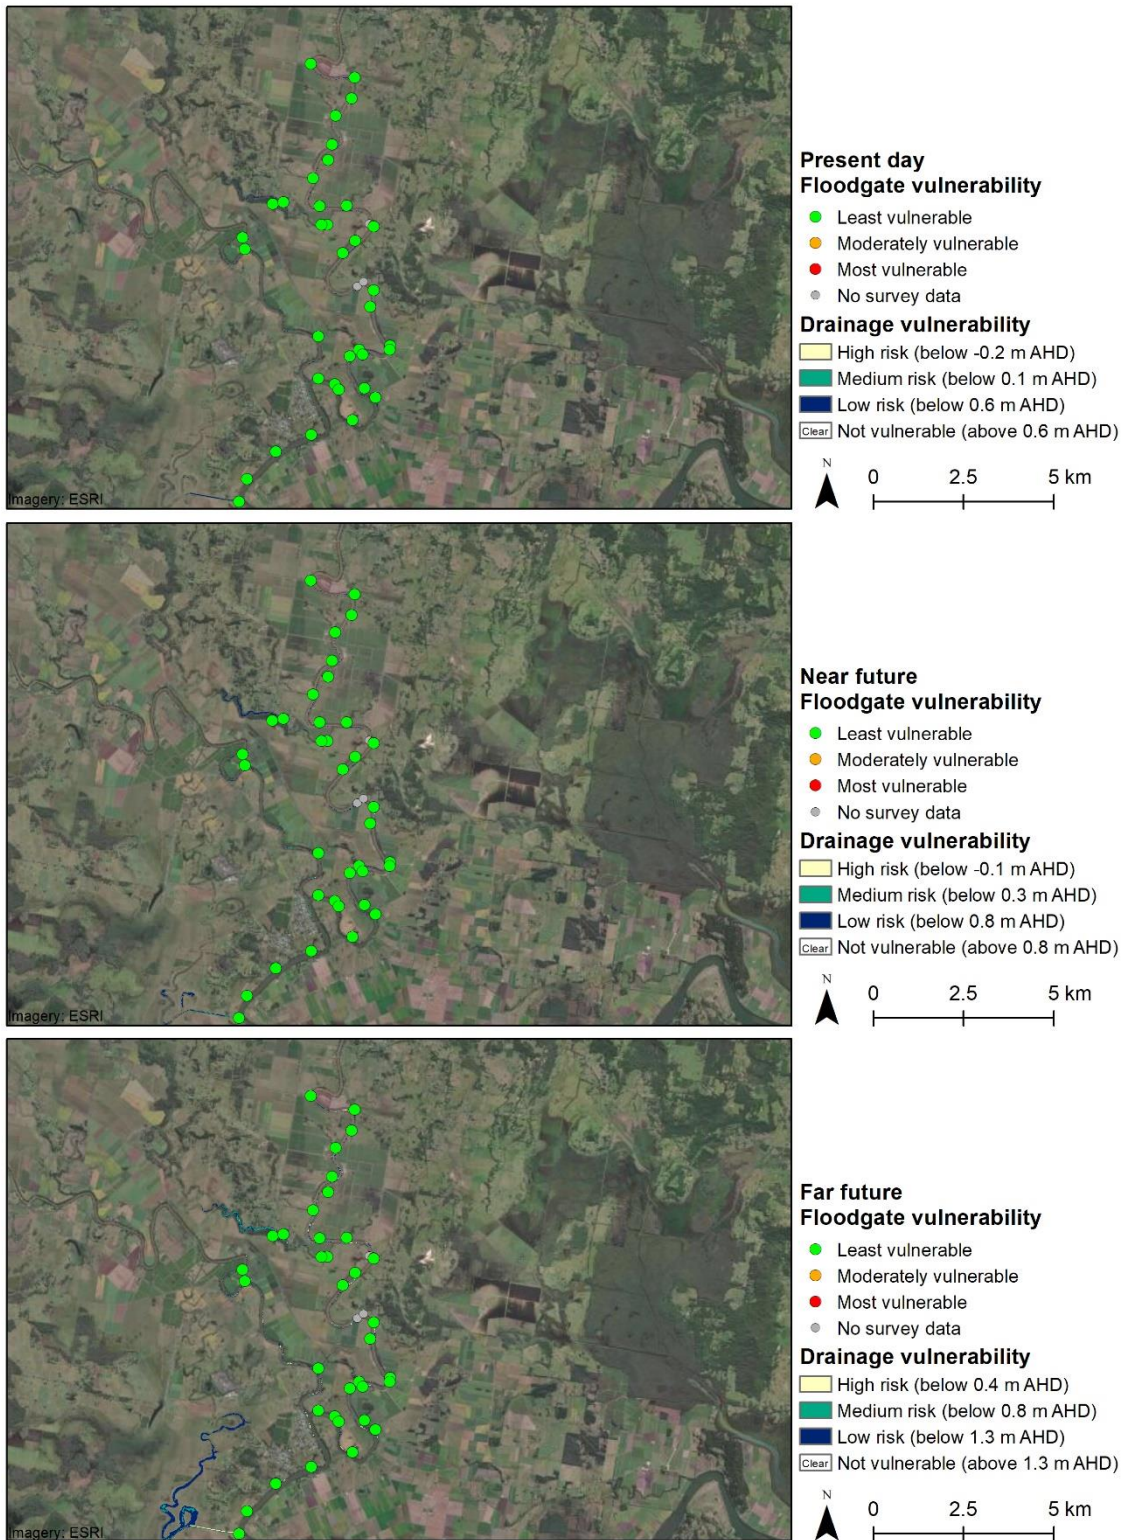 Present day
Floodgate vulnerability
Least vulnerable
Moderately vulnerable
Most vulnerable
No survey data
Drainage vulnerability
High risk (below -0.2 m AHD)
Medium risk (below 0.1 m AHD)
Low risk (below 0.6 m AHD)
Clear Not vulnerable (above 0.6 m AHD)
N
0 2.5 5 km
Imagery: ESRI
Near future
Floodgate vulnerability
Least vulnerable
Moderately vulnerable
Most vulnerable
No survey data
Drainage vulnerability
High risk (below -0.1 m AHD)
Medium risk (below 0.3 m AHD)
Low risk (below 0.8 m AHD)
Clear Not vulnerable (above 0.8 m AHD)
N
0 2.5 5 km
Imagery: ESRI
Far future
Floodgate vulnerability
Least vulnerable
Moderately vulnerable
Most vulnerable
No survey data
Drainage vulnerability
High risk (below 0.4 m AHD)
Medium risk (below 0.8 m AHD)
Low risk (below 1.3 m AHD)
Clear Not vulnerable (above 1.3 m AHD)
N
0 2.5 5 km
Imagery: ESRI